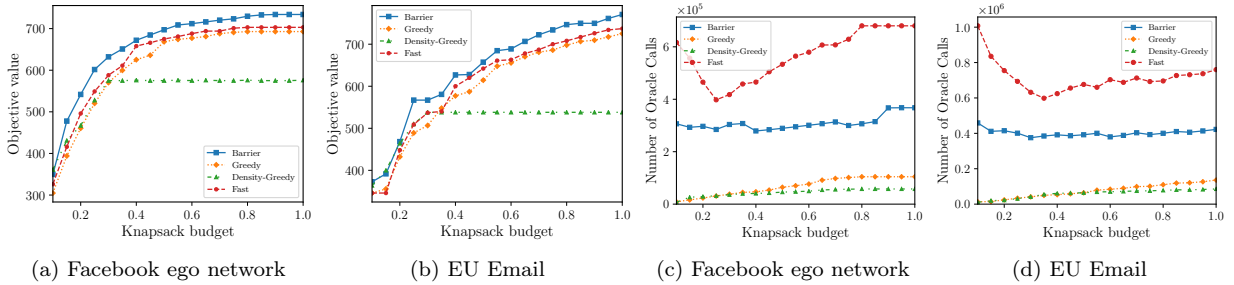 Objective value
700
600
500
400
300
0.2
0.4
0.6
0.8
1.0
Knapsack budget
Barrier
Greedy
Density-Greedy
Fast
(a) Facebook ego network
Objective value
700
600
500
400
0.2
0.4
0.6
0.8
1.0
Knapsack budget
Barrier
Greedy
Density-Greedy
Fast
(b) EU Email
×10⁵
Number of Oracle Calls
6
4
2
0
0.2
0.4
0.6
0.8
1.0
Knapsack budget
Barrier
Greedy
Density-Greedy
Fast
(c) Facebook ego network
×10⁶
Number of Oracle Calls
1.0
0.8
0.6
0.4
0.2
0.0
0.2
0.4
0.6
0.8
1.0
Knapsack budget
Barrier
Greedy
Density-Greedy
Fast
(d) EU Email